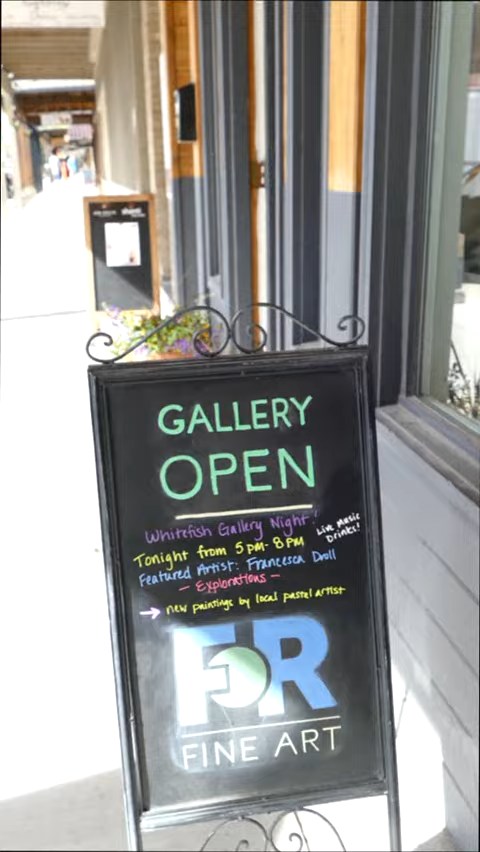 GALLERY
OPEN
Whitefish Gallery Night!
Live Music
Drinks!
Tonight from 5pm-8pm
Featured Artist: Francesca Droll
- Explorations -
→ new paintings by local pastel artist
FOR
FINE ART